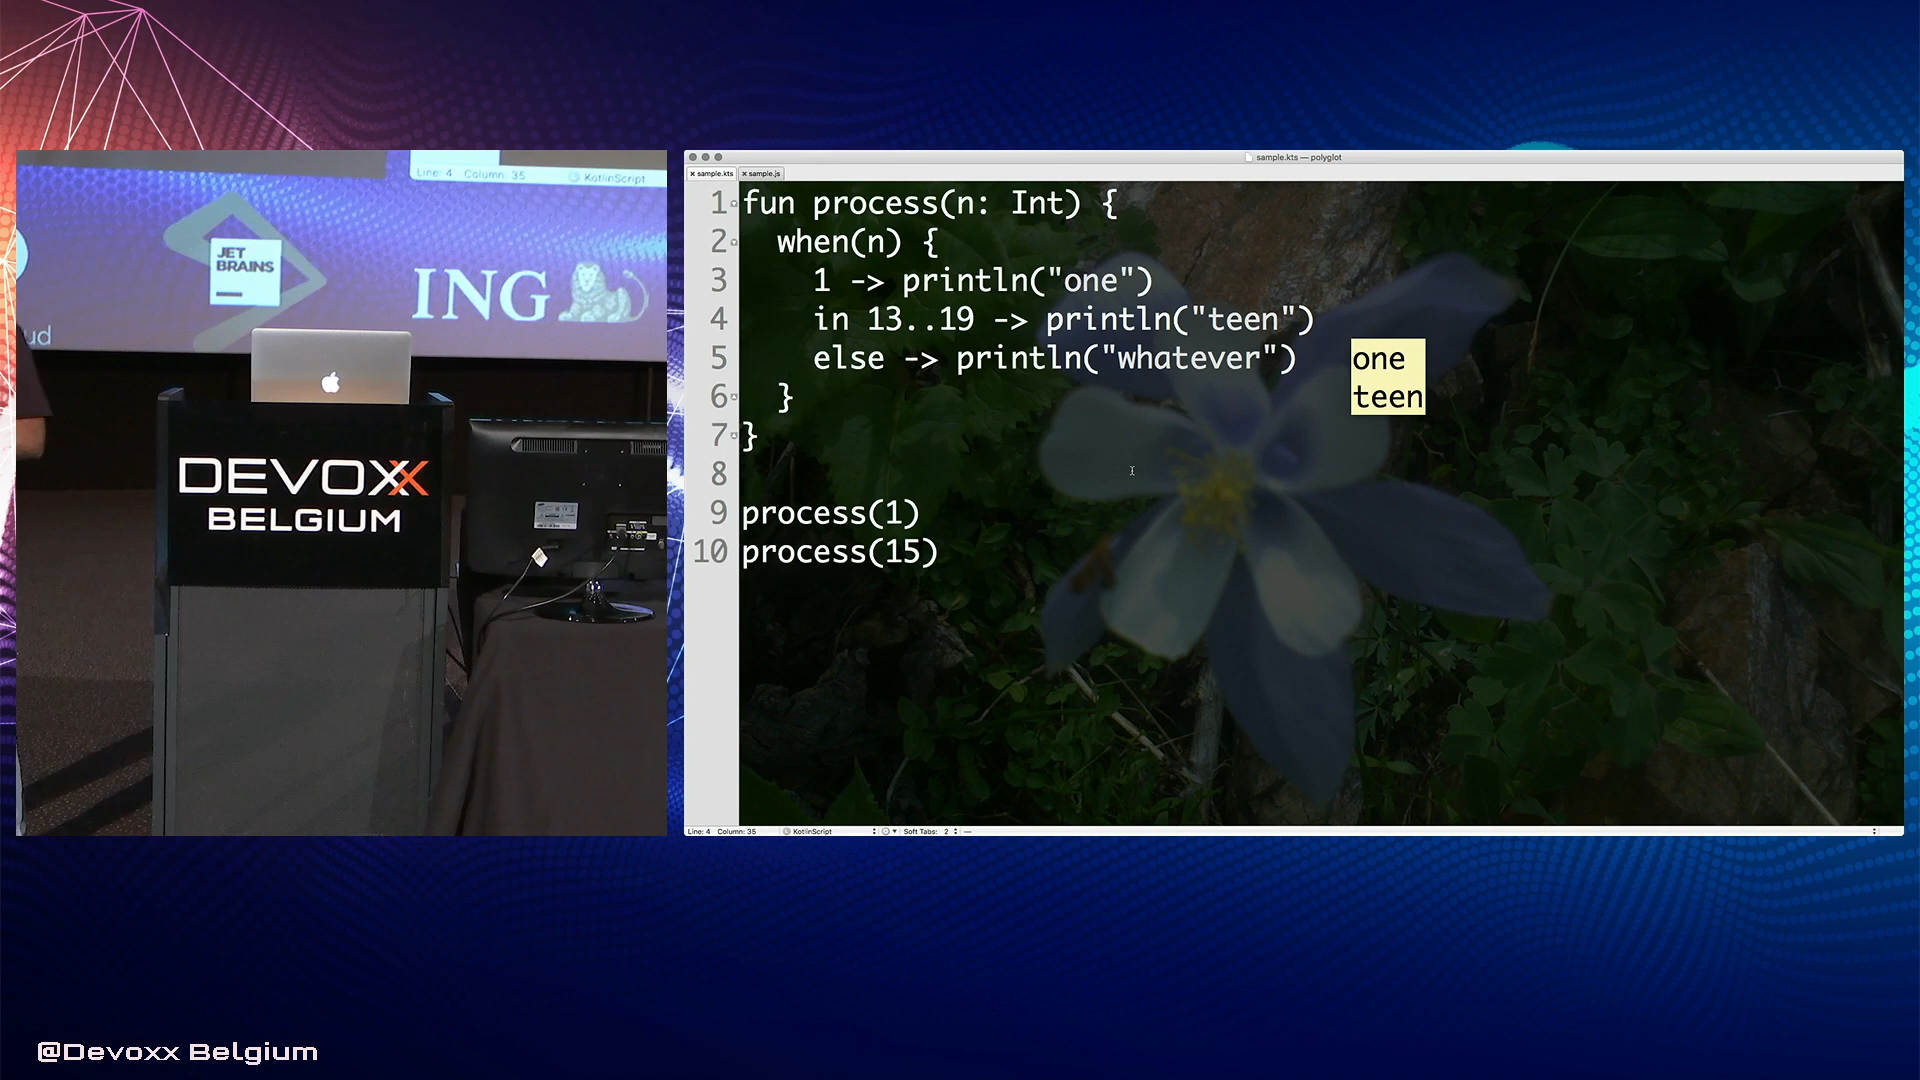 Line: 4 Column: 35 KotlinScript
JET
BRAINS
ING
ud
DEVOXX
BELGIUM
sample.kts — polyglot
sample.kts
sample.js
1 fun process(n: Int) {
2   when(n) {
3     1 -> println("one")
4     in 13..19 -> println("teen")
5     else -> println("whatever")
6   }
7 }
8
9 process(1)
10 process(15)
one
teen
Line: 4 Column: 35 KotlinScript Soft Tabs: 2
@Devoxx Belgium